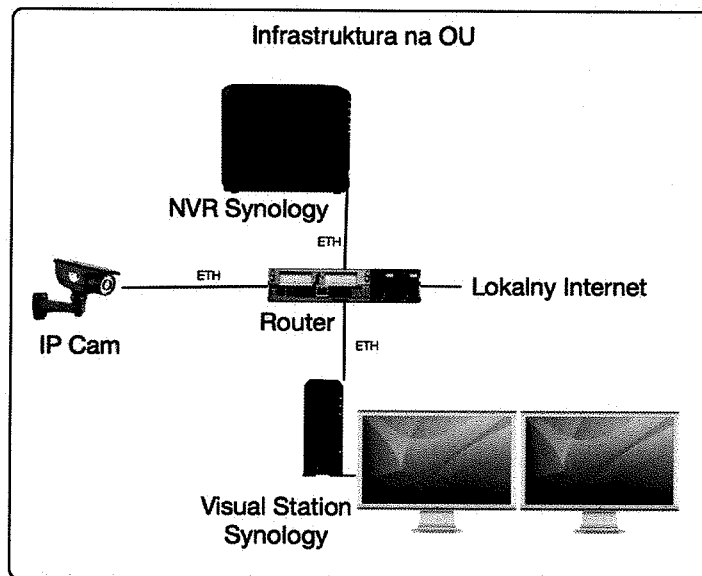 Infrastruktura na OU
NVR Synology
ETH
ETH
Lokalny Internet
Router
IP Cam
ETH
Visual Station
Synology